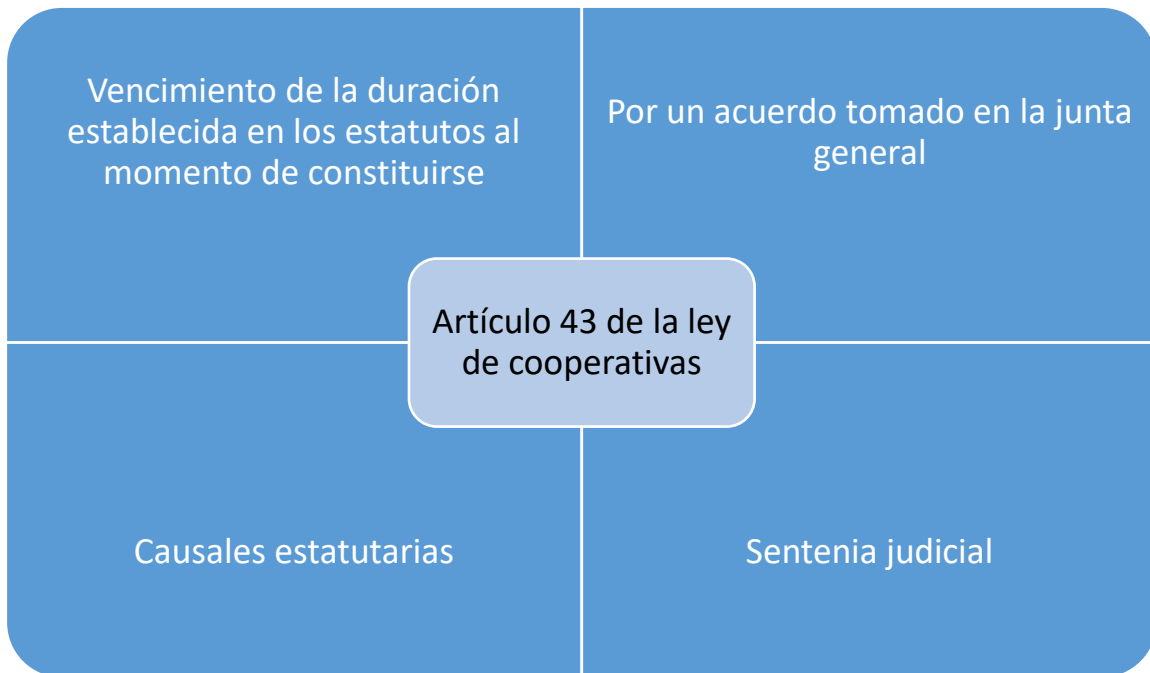 Vencimiento de la duración
establecida en los estatutos al
momento de constituirse
Por un acuerdo tomado en la junta
general
Artículo 43 de la ley
de cooperativas
Causales estatutarias
Sentenia judicial